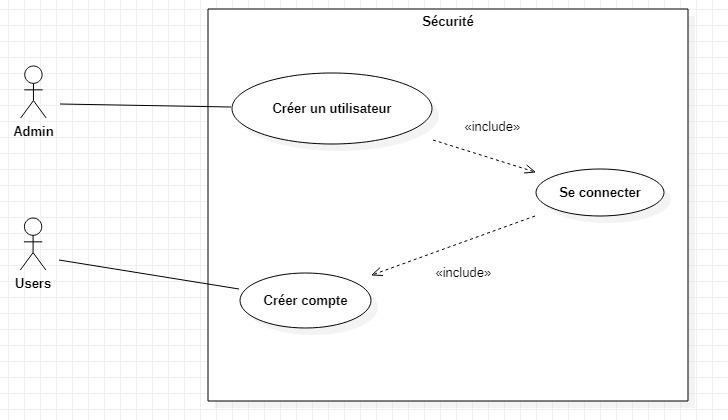 Sécurité
Admin
Créer un utilisateur
«include»
Se connecter
Users
Créer compte
«include»